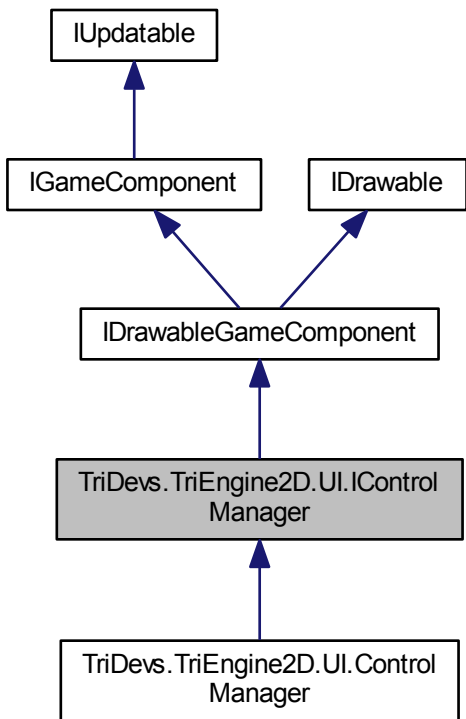 IUpdatable
IGameComponent
IDrawable
IDrawableGameComponent
TriDevs.TriEngine2D.UI.IControl
Manager
TriDevs.TriEngine2D.UI.Control
Manager